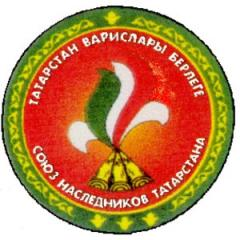 ТАТАРСТАН ВАРИСЛАРЫ БЕРЛЕГЕ
СОЮЗ НАСЛЕДНИКОВ ТАТАРСТАНА